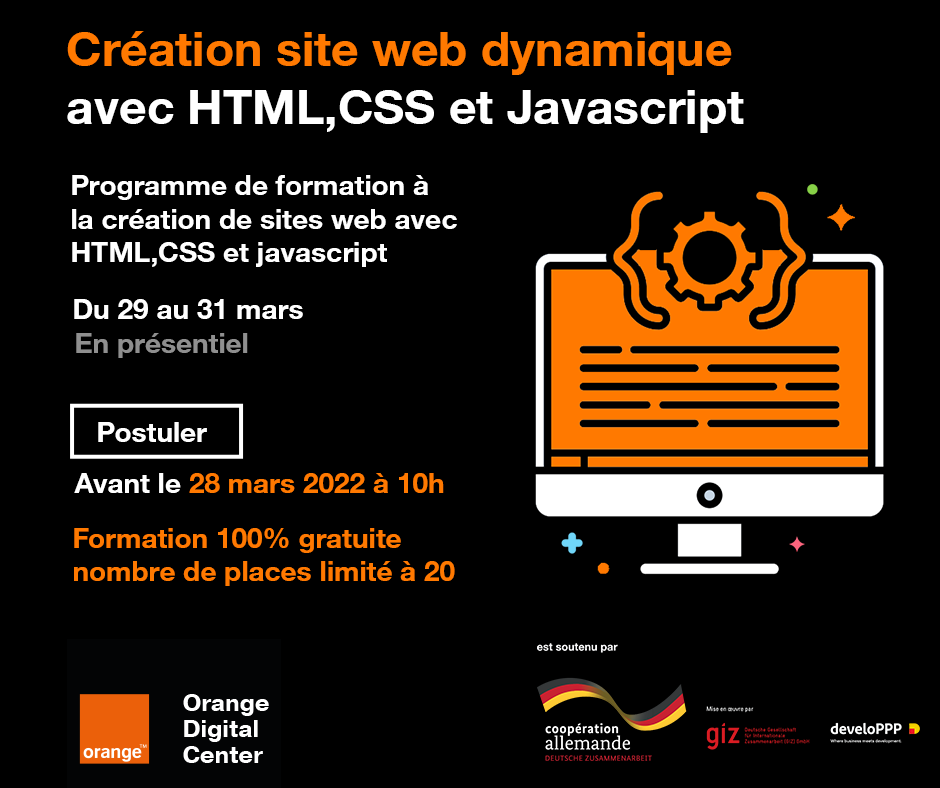 Création site web dynamique
avec HTML,CSS et Javascript
Programme de formation à
la création de sites web avec
HTML,CSS et javascript
Du 29 au 31 mars
En présentiel
Postuler
Avant le 28 mars 2022 à 10h
Formation 100% gratuite
nombre de places limité à 20
orange™
Orange
Digital
Center
est soutenu par
coopération
allemande
DEUTSCHE ZUSAMMENARBEIT
Mise en œuvre par
giz
Deutsche Gesellschaft
für Internationale
Zusammenarbeit (GIZ) GmbH
develoPPP
Where business meets development.